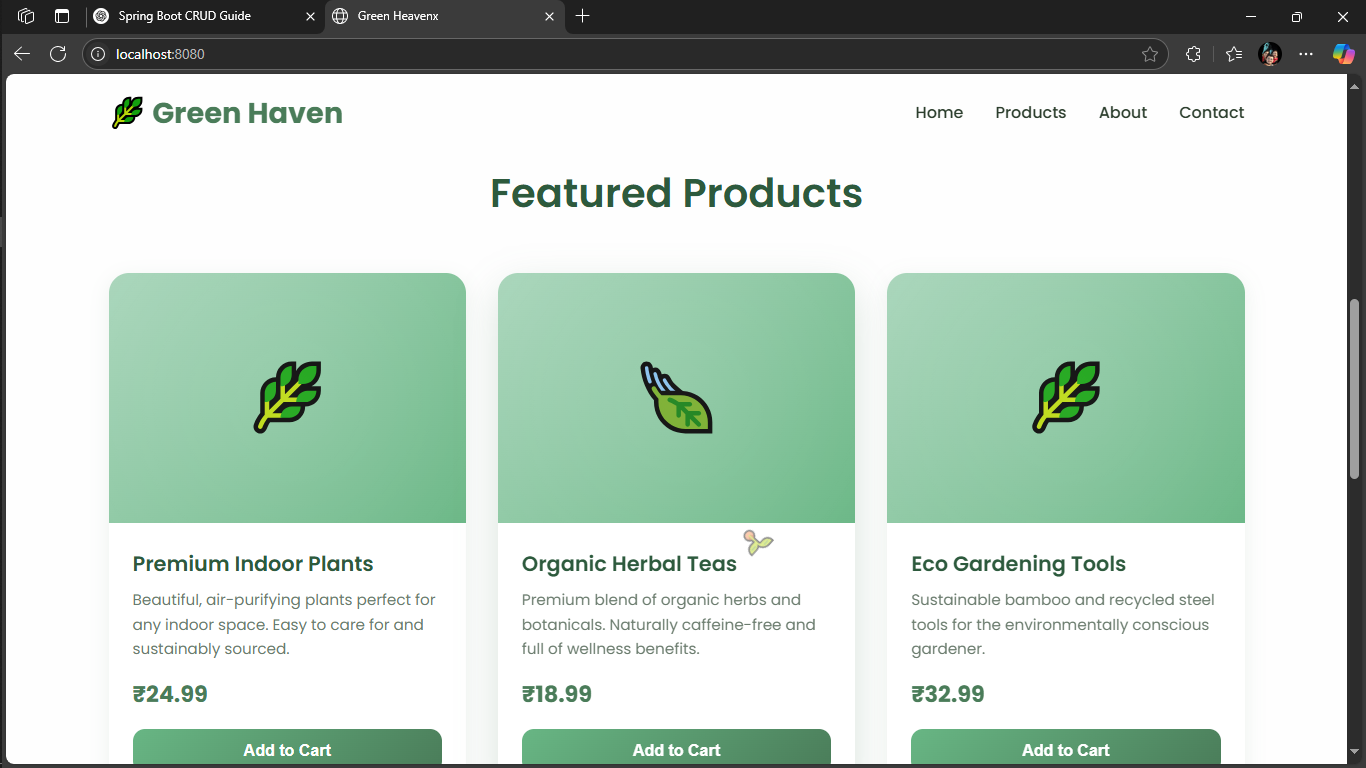 Spring Boot CRUD Guide
Green Heavenx
localhost:8080
Green Haven
Home Products About Contact
Featured Products
Premium Indoor Plants
Beautiful, air-purifying plants perfect for
any indoor space. Easy to care for and
sustainably sourced.
₹24.99
Add to Cart
Organic Herbal Teas
Premium blend of organic herbs and
botanicals. Naturally caffeine-free and
full of wellness benefits.
₹18.99
Add to Cart
Eco Gardening Tools
Sustainable bamboo and recycled steel
tools for the environmentally conscious
gardener.
₹32.99
Add to Cart